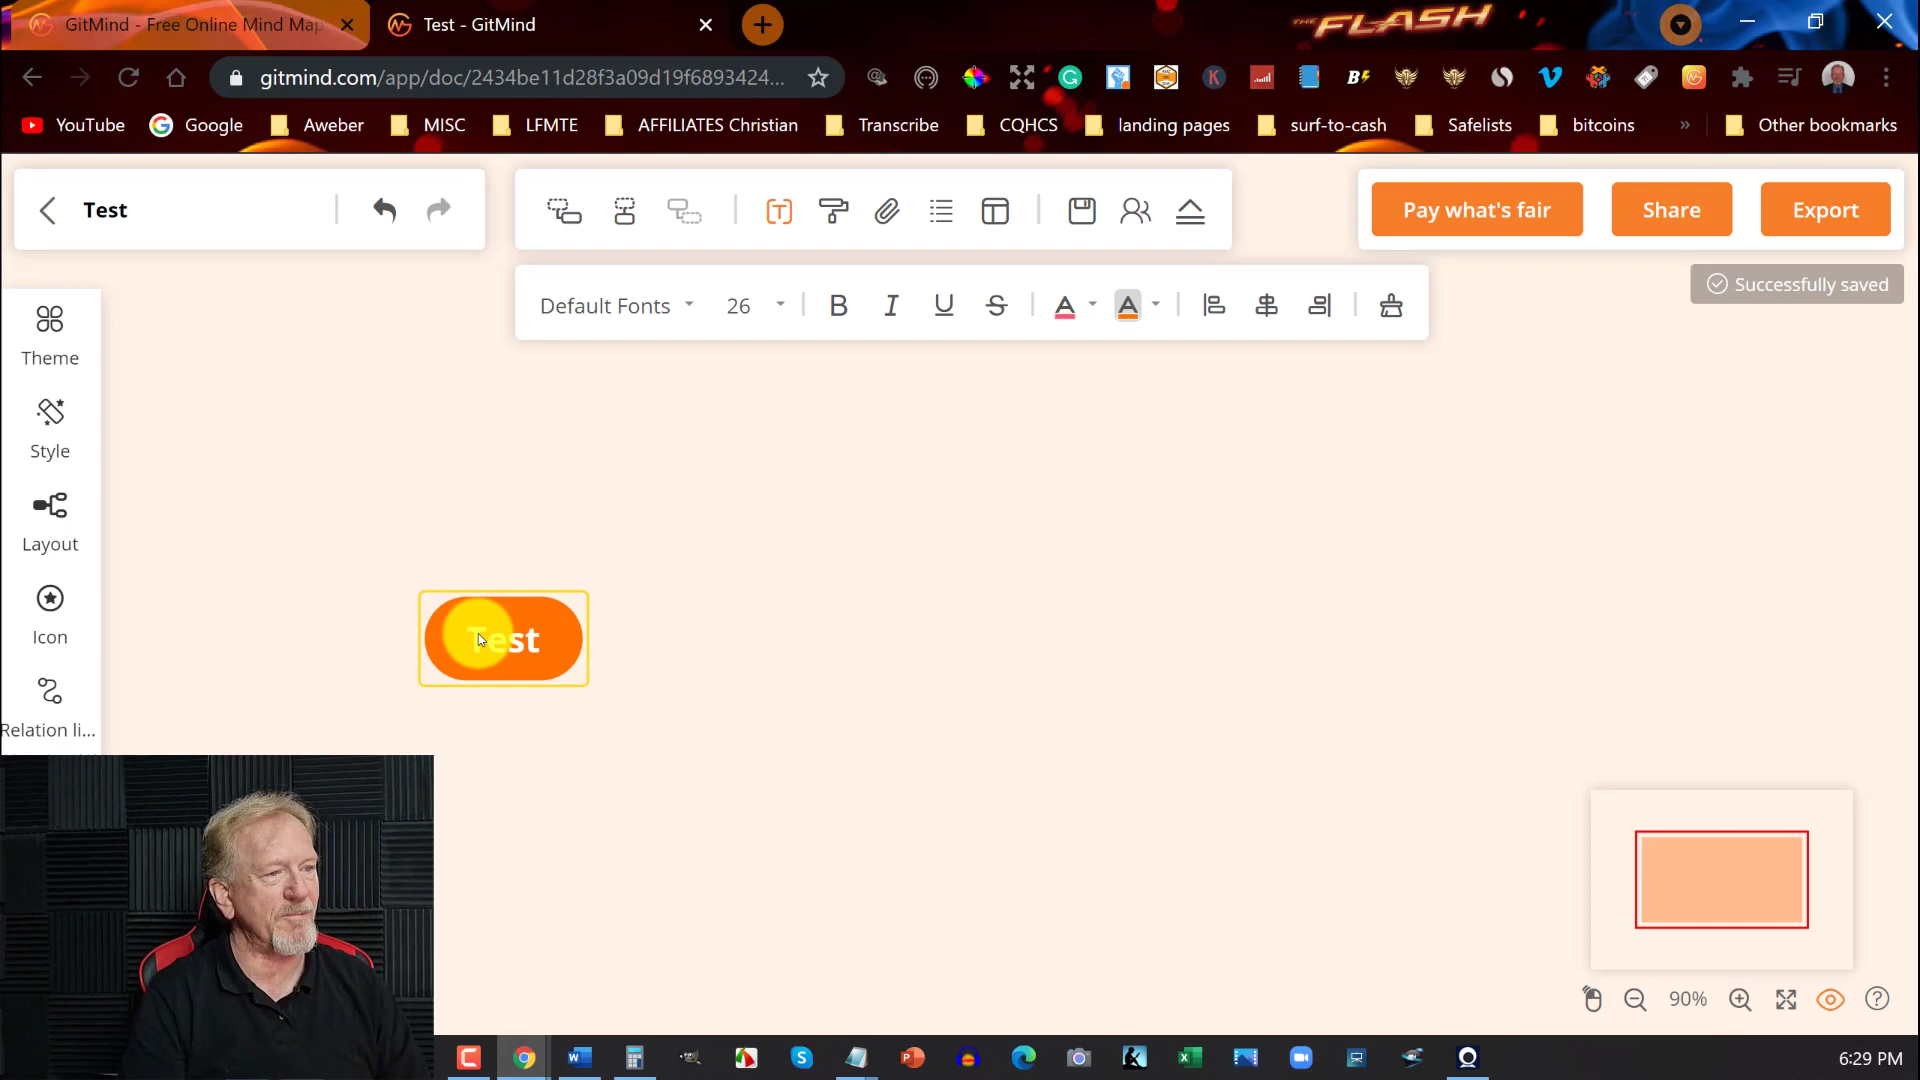 GitMind - Free Online Mind Map
Test - GitMind
THE FLASH
gitmind.com/app/doc/2434be11d28f3a09d19f6893424...
YouTube Google Aweber MISC LFMTE AFFILIATES Christian Transcribe CQHCS landing pages surf-to-cash Safelists bitcoins » Other bookmarks
Test
Pay what's fair
Share
Export
Default Fonts 26 B I U S A A
Successfully saved
Theme
Style
Layout
Icon
Relation li...
Test
90%
6:29 PM